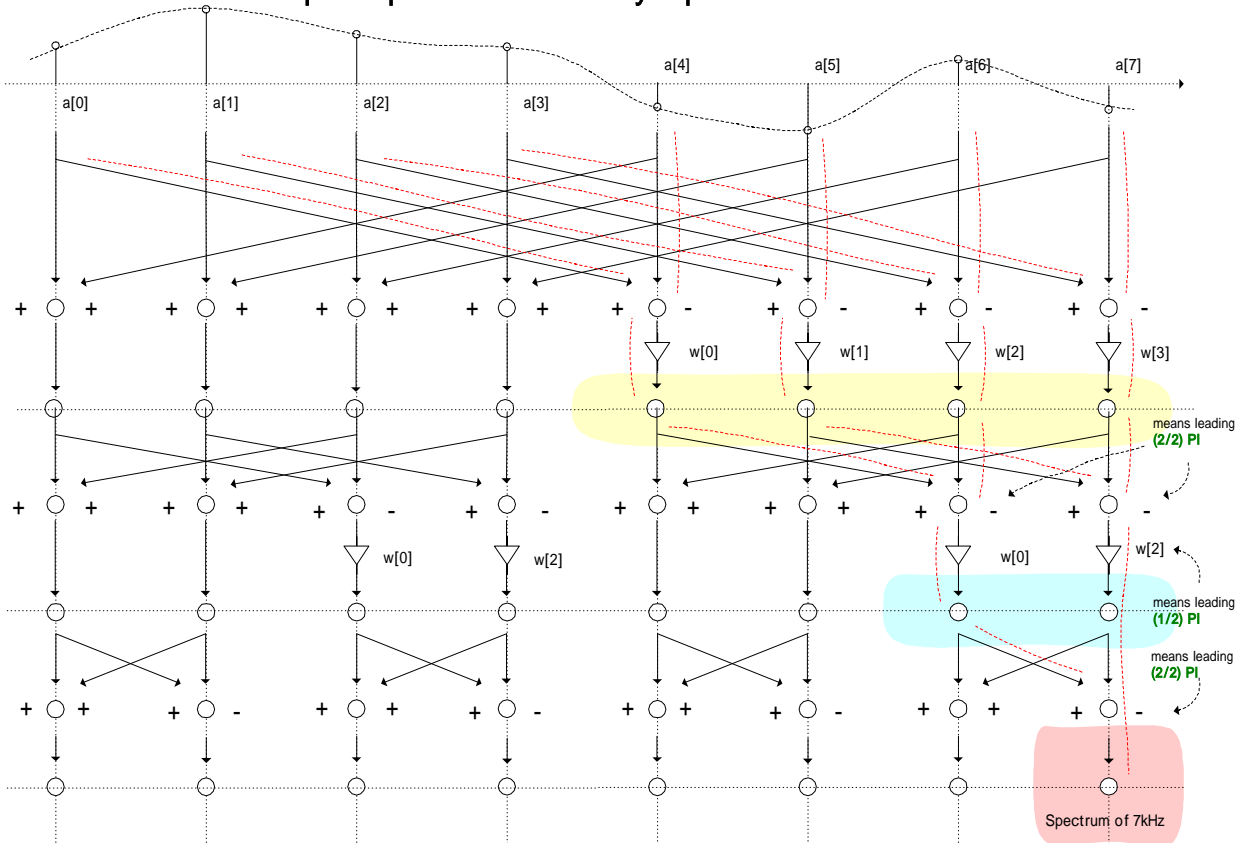 a[4] a[5] a[6] a[7]
a[0] a[1] a[2] a[3]
+ + + + + + + + + - + - + - + -
w[0] w[1] w[2] w[3]
means leading
(2/2) PI
+ + + + + - + - + + + + + - + -
w[0] w[2] w[0] w[2]
means leading
(1/2) PI
means leading
(2/2) PI
+ + + - + + + - + + + - + + + -
Spectrum of 7kHz